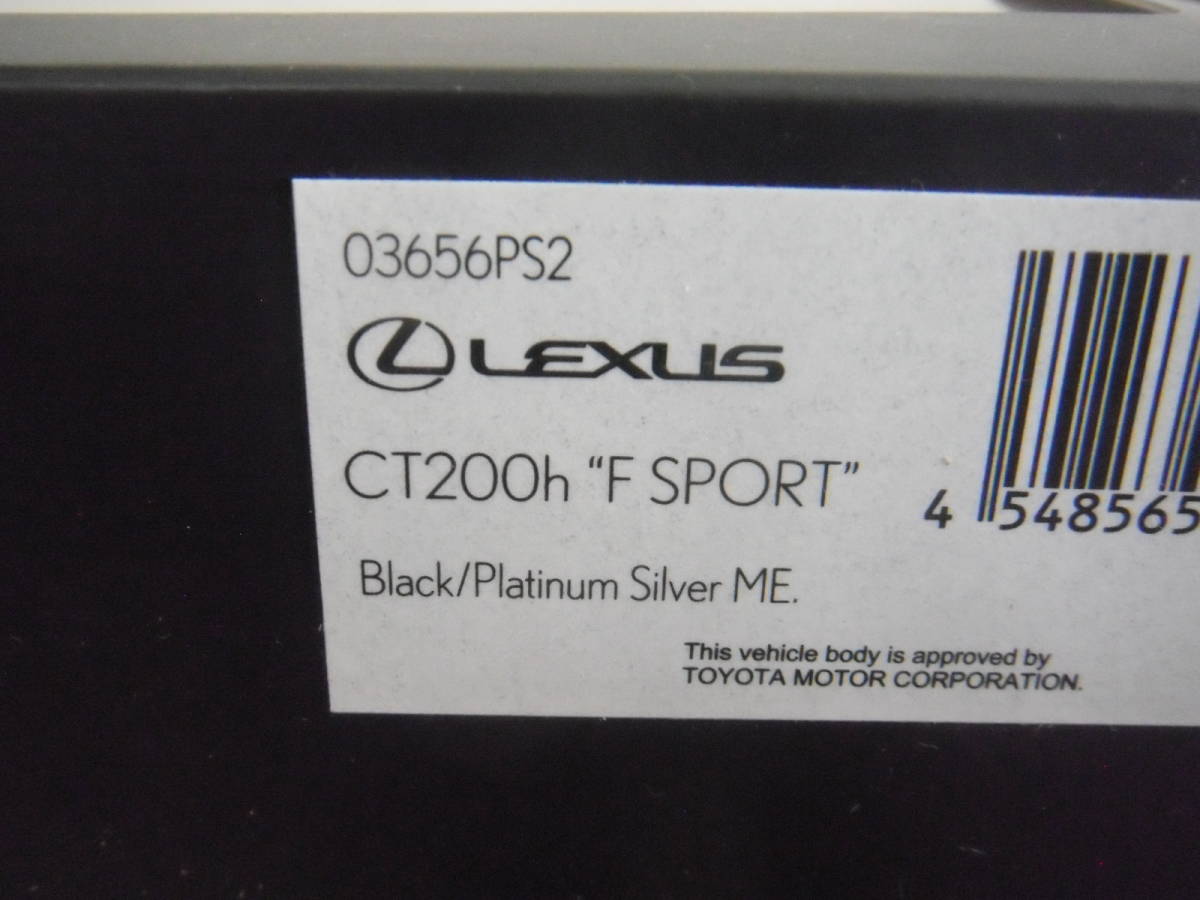 03656PS2
LEXUS
CT200h “F SPORT”
4 548565
Black/Platinum Silver ME.
This vehicle body is approved by
TOYOTA MOTOR CORPORATION.